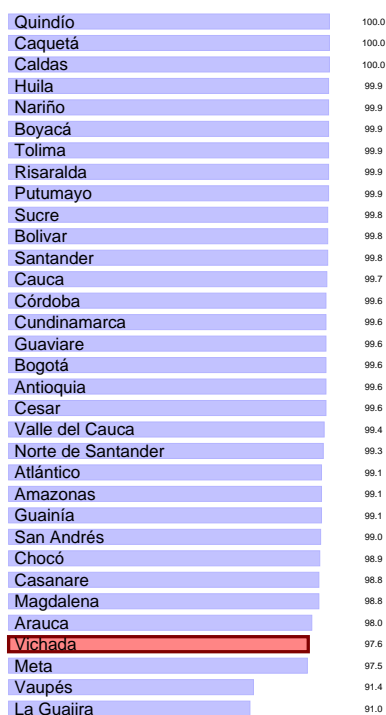 Quindío 100.0
Caquetá 100.0
Caldas 100.0
Huila 99.9
Nariño 99.9
Boyacá 99.9
Tolima 99.9
Risaralda 99.9
Putumayo 99.9
Sucre 99.8
Bolivar 99.8
Santander 99.8
Cauca 99.7
Córdoba 99.6
Cundinamarca 99.6
Guaviare 99.6
Bogotá 99.6
Antioquia 99.6
Cesar 99.6
Valle del Cauca 99.4
Norte de Santander 99.3
Atlántico 99.1
Amazonas 99.1
Guainía 99.1
San Andrés 99.0
Chocó 98.9
Casanare 98.8
Magdalena 98.8
Arauca 98.0
Vichada 97.6
Meta 97.5
Vaupés 91.4
La Guajira 91.0